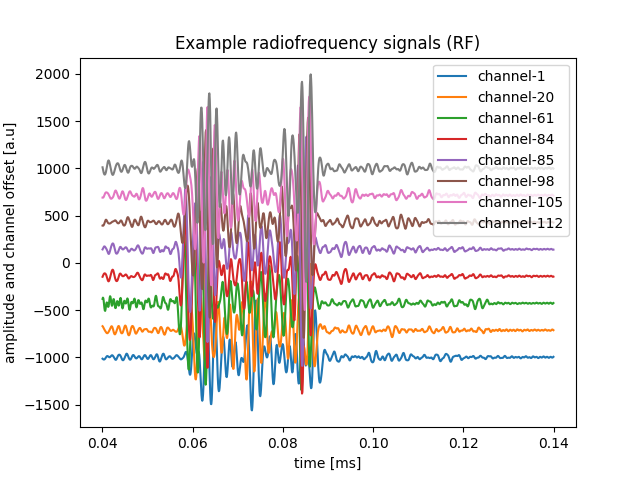 Example radiofrequency signals (RF)
amplitude and channel offset [a.u]
2000
1500
1000
500
0
−500
−1000
−1500
channel-1
channel-20
channel-61
channel-84
channel-85
channel-98
channel-105
channel-112
0.04 0.06 0.08 0.10 0.12 0.14
time [ms]